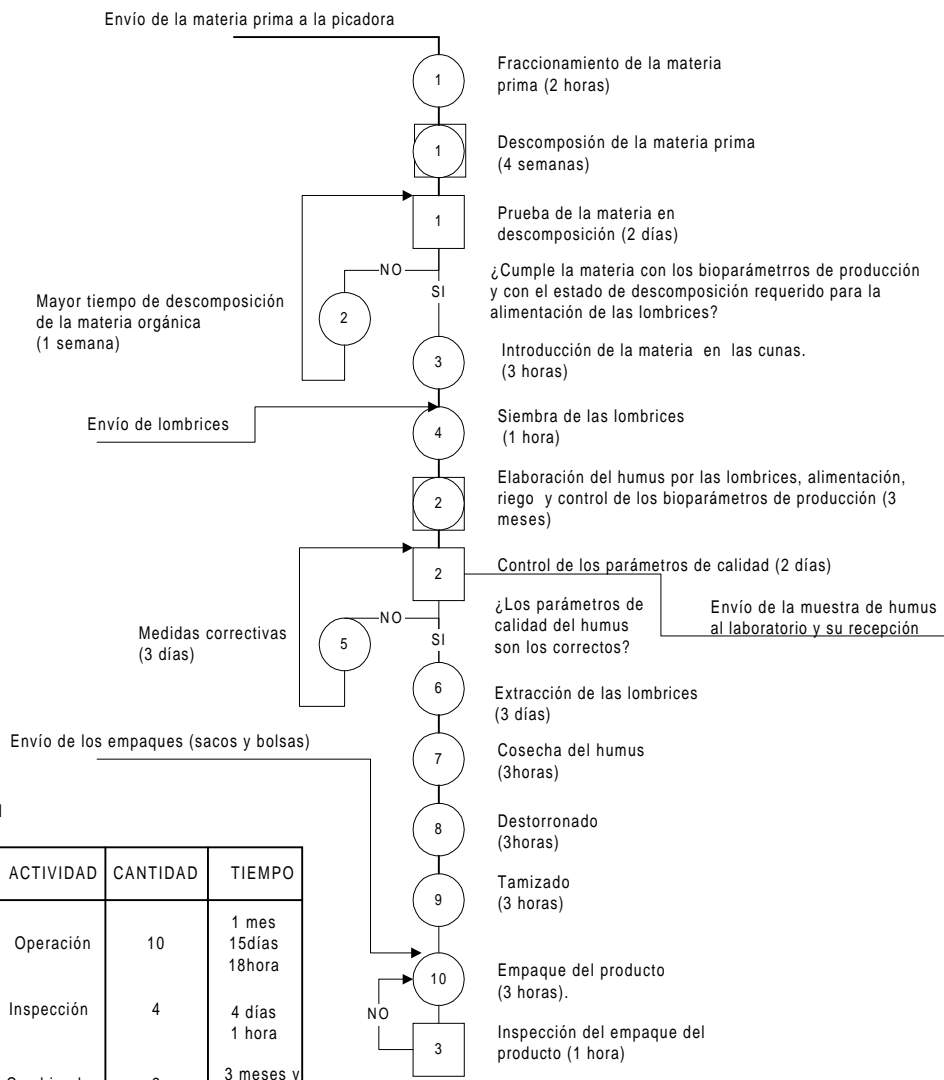 Envío de la materia prima a la picadora
1
Fraccionamiento de la materia
prima (2 horas)
1
Descomposión de la materia prima
(4 semanas)
1
Prueba de la materia en
descomposición (2 días)
NO
SI
¿Cumple la materia con los bioparámetrros de producción
y con el estado de descomposición requerido para la
alimentación de las lombrices?
Mayor tiempo de descomposición
de la materia orgánica
(1 semana)
2
3
Introducción de la materia en las cunas.
(3 horas)
Envío de lombrices
4
Siembra de las lombrices
(1 hora)
2
Elaboración del humus por las lombrices, alimentación,
riego y control de los bioparámetros de producción (3
meses)
2
Control de los parámetros de calidad (2 días)
Envío de la muestra de humus
al laboratorio y su recepción
NO
SI
¿Los parámetros de
calidad del humus
son los correctos?
Medidas correctivas
(3 días)
5
6
Extracción de las lombrices
(3 días)
Envío de los empaques (sacos y bolsas)
7
Cosecha del humus
(3horas)
8
Destorronado
(3horas)
9
Tamizado
(3 horas)
10
Empaque del producto
(3 horas).
NO
3
Inspección del empaque del
producto (1 hora)
ACTIVIDAD CANTIDAD TIEMPO
Operación 10 1 mes
15días
18hora
Inspección 4 4 días
1 hora
3 meses y